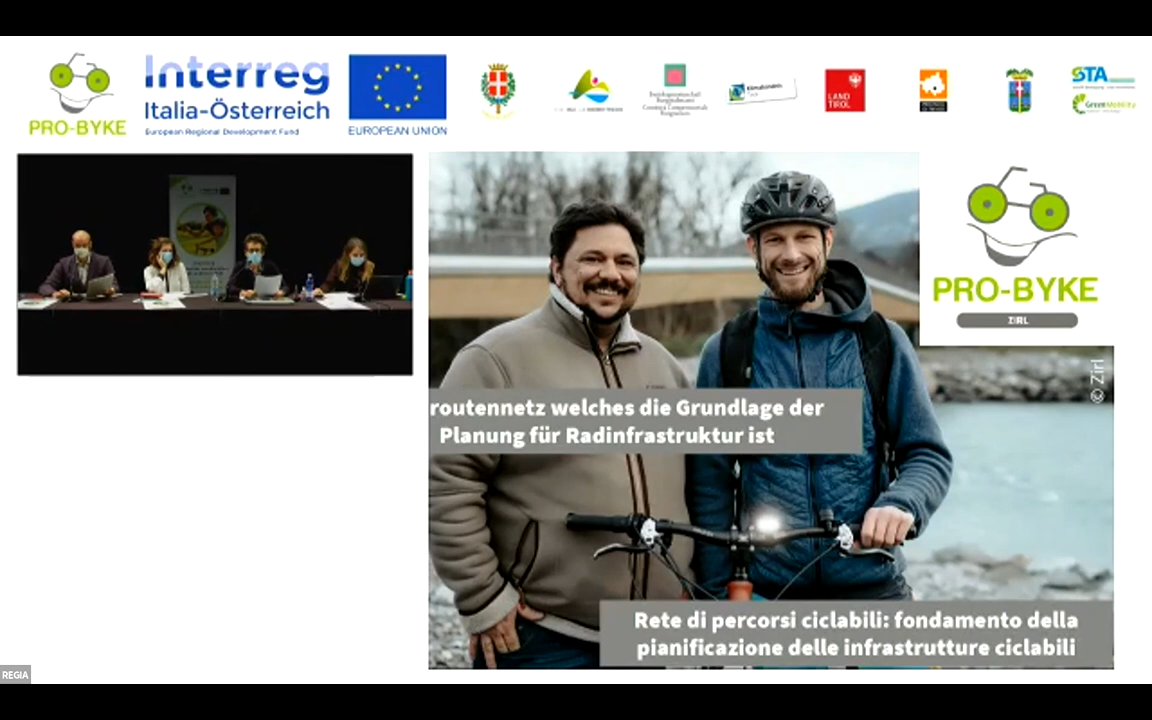 PRO-BYKE
Interreg
Italia-Österreich
European Regional Development Fund
EUROPEAN UNION
LAND
TIROL
STA
GreenMobility
PRO-BYKE
ZIRL
© Zirl
routennetz welches die Grundlage der
Planung für Radinfrastruktur ist
Rete di percorsi ciclabili: fondamento della
pianificazione delle infrastrutture ciclabili
REGIA